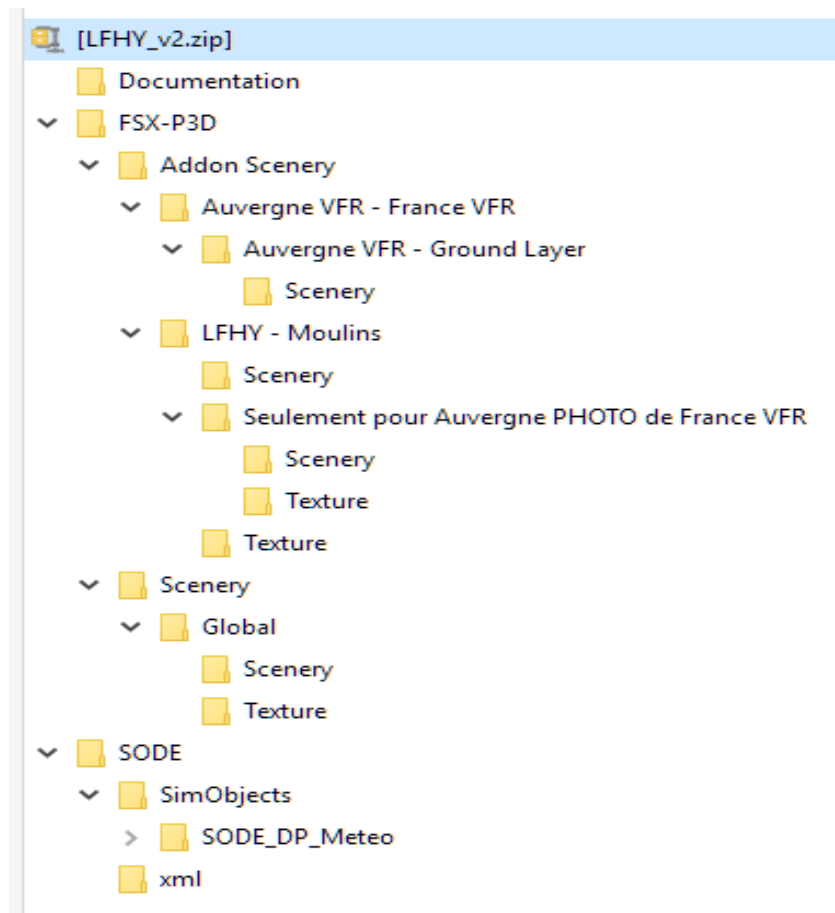 [LFHY_v2.zip]
Documentation
FSX-P3D
Addon Scenery
Auvergne VFR - France VFR
Auvergne VFR - Ground Layer
Scenery
LFHY - Moulins
Scenery
Seulement pour Auvergne PHOTO de France VFR
Scenery
Texture
Texture
Scenery
Global
Scenery
Texture
SODE
SimObjects
SODE_DP_Meteo
xml